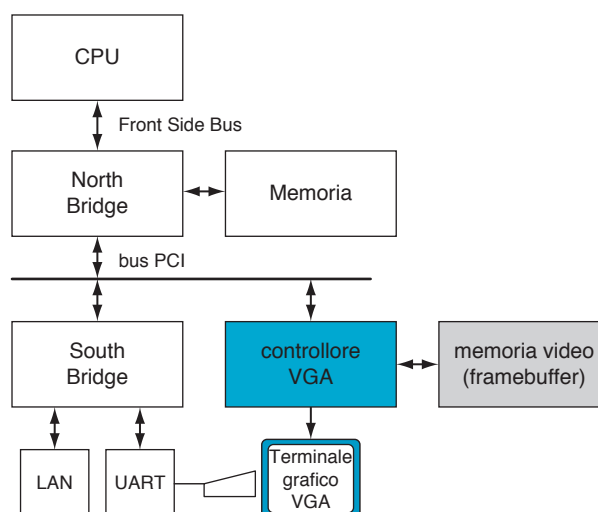 CPU
Front Side Bus
North
Bridge
Memoria
bus PCI
South
Bridge
controllore
VGA
memoria video
(framebuffer)
LAN
UART
Terminale
grafico
VGA